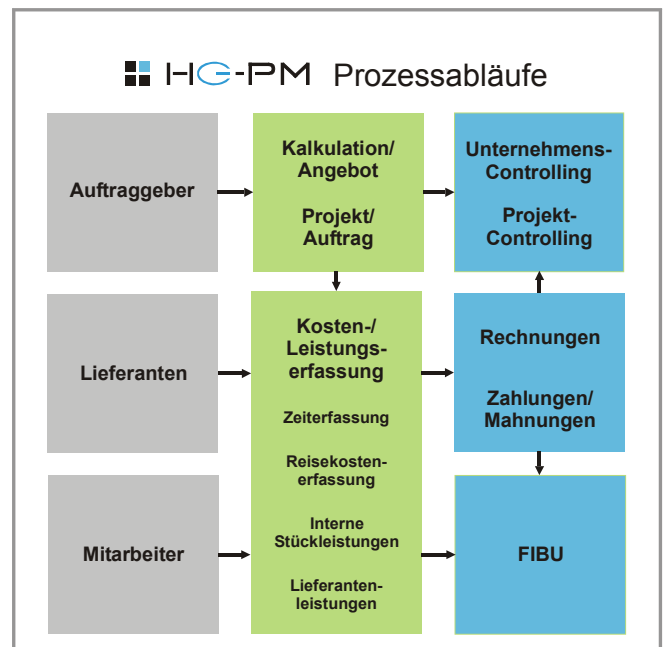 HG-PM Prozessabläufe
Auftraggeber
Kalkulation/
Angebot
Projekt/
Auftrag
Unternehmens-
Controlling
Projekt-
Controlling
Lieferanten
Kosten-/
Leistungs-
erfassung
Zeiterfassung
Reisekosten-
erfassung
Interne
Stückleistungen
Lieferanten-
leistungen
Rechnungen
Zahlungen/
Mahnungen
Mitarbeiter
FIBU